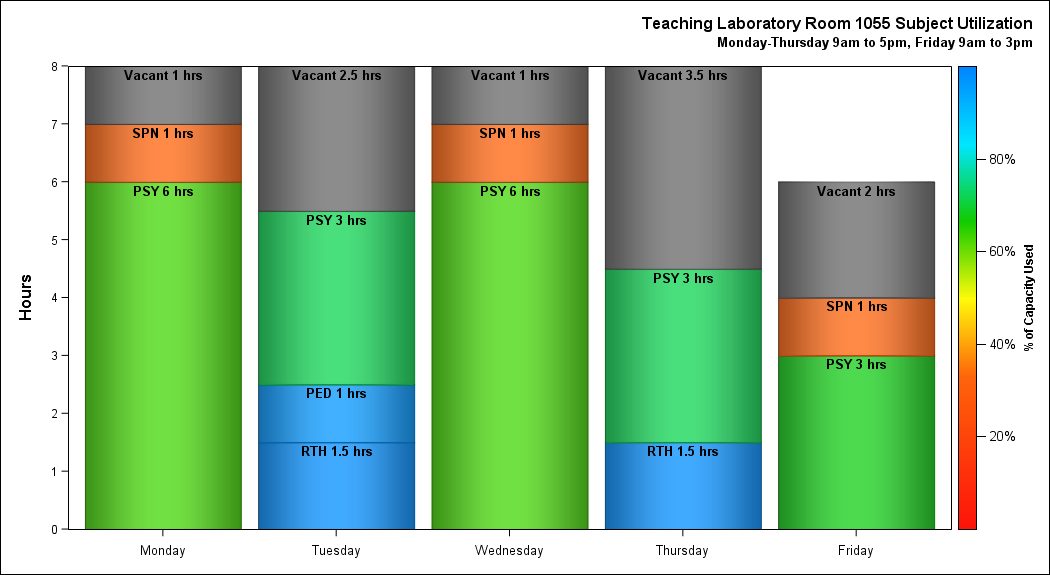 Teaching Laboratory Room 1055 Subject Utilization
Monday-Thursday 9am to 5pm, Friday 9am to 3pm
Hours
8
7
6
5
4
3
2
1
0
Vacant 1 hrs
SPN 1 hrs
PSY 6 hrs
Vacant 2.5 hrs
PSY 3 hrs
PED 1 hrs
RTH 1.5 hrs
Vacant 1 hrs
SPN 1 hrs
PSY 6 hrs
Vacant 3.5 hrs
PSY 3 hrs
RTH 1.5 hrs
Vacant 2 hrs
SPN 1 hrs
PSY 3 hrs
Monday
Tuesday
Wednesday
Thursday
Friday
80%
60%
40%
20%
% of Capacity Used